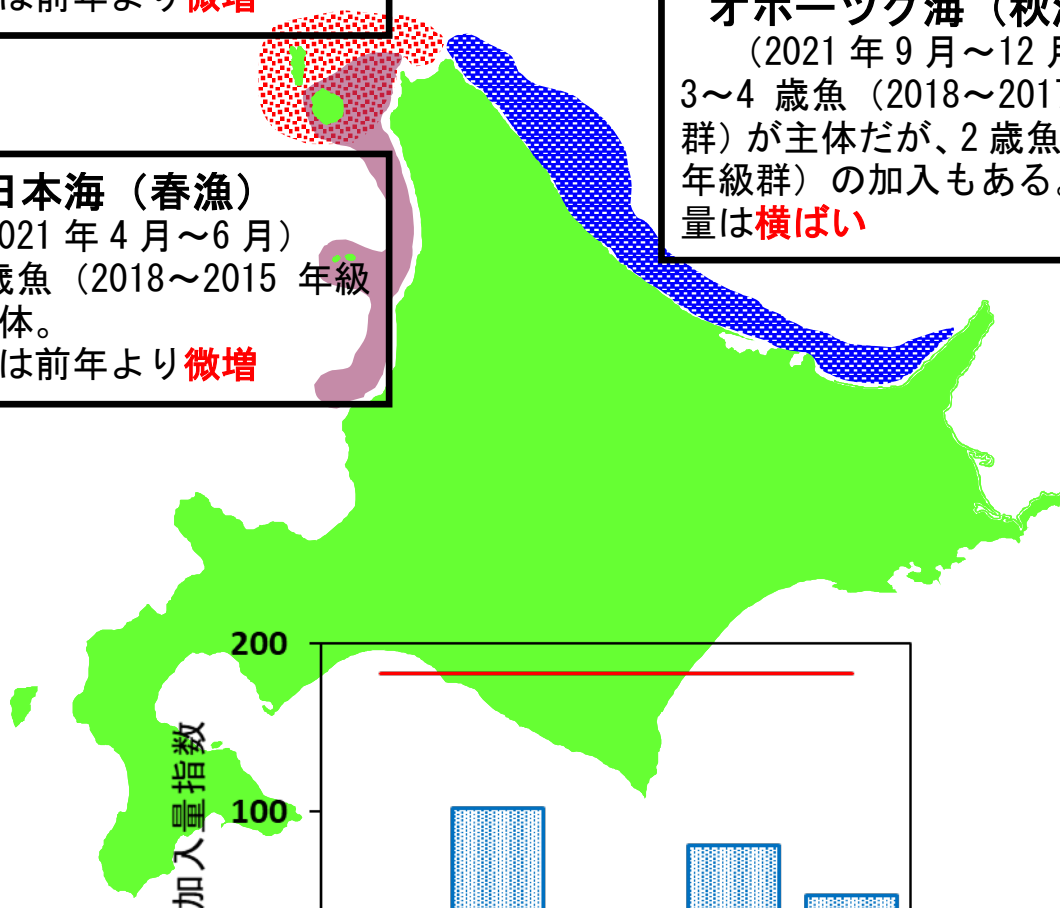 は前年より微増
オホーツク海（秋漁
（2021 年 9 月～12 月
3～4 歳魚（2018～2017
群）が主体だが、2 歳魚
年級群）の加入もある。
量は横ばい
日本海（春漁）
021 年 4 月～6 月）
歳魚（2018～2015 年級
体。
は前年より微増
200
100
加入量指数